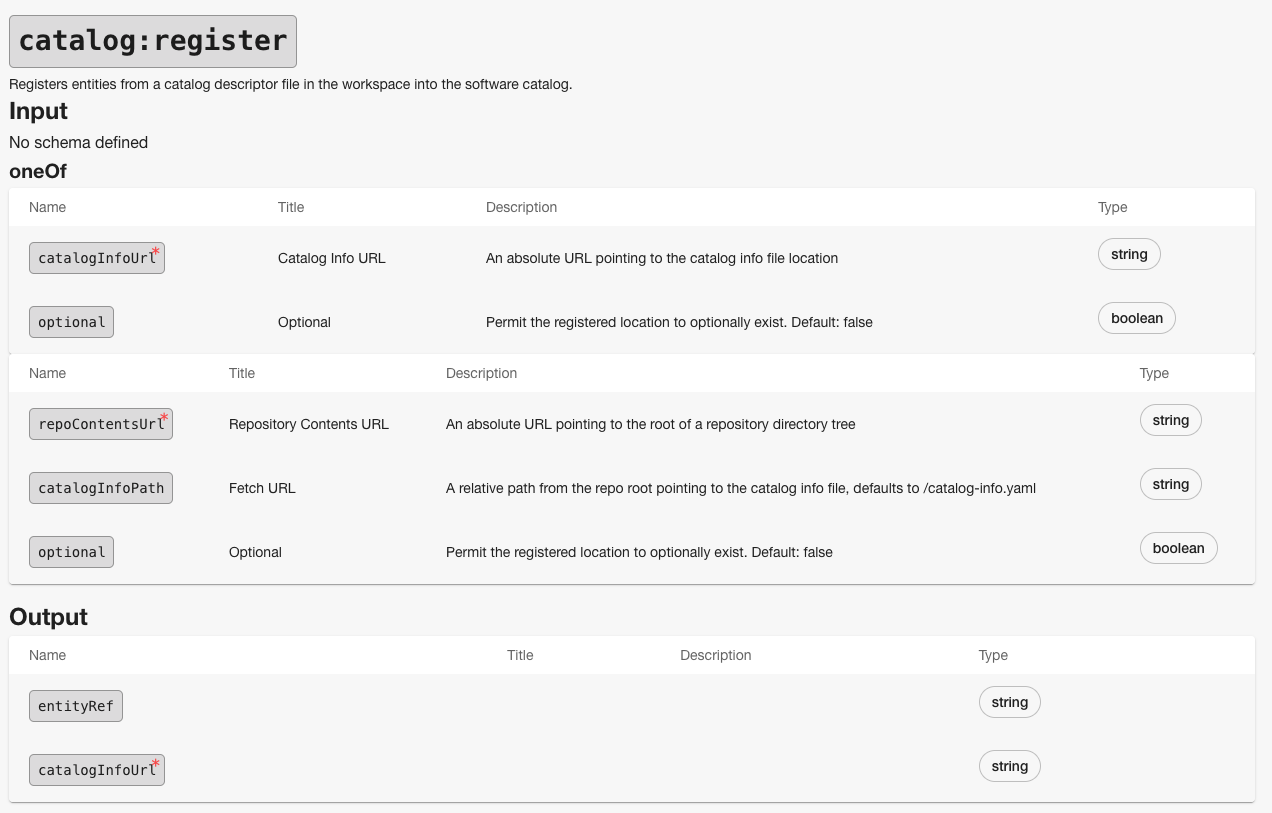 catalog:register
Registers entities from a catalog descriptor file in the workspace into the software catalog.
Input
No schema defined
oneOf
Name Title Description Type
catalogInfoUrl* Catalog Info URL An absolute URL pointing to the catalog info file location string
optional Optional Permit the registered location to optionally exist. Default: false boolean
Name Title Description Type
repoContentsUrl* Repository Contents URL An absolute URL pointing to the root of a repository directory tree string
catalogInfoPath Fetch URL A relative path from the repo root pointing to the catalog info file, defaults to /catalog-info.yaml string
optional Optional Permit the registered location to optionally exist. Default: false boolean
Output
Name Title Description Type
entityRef string
catalogInfoUrl* string